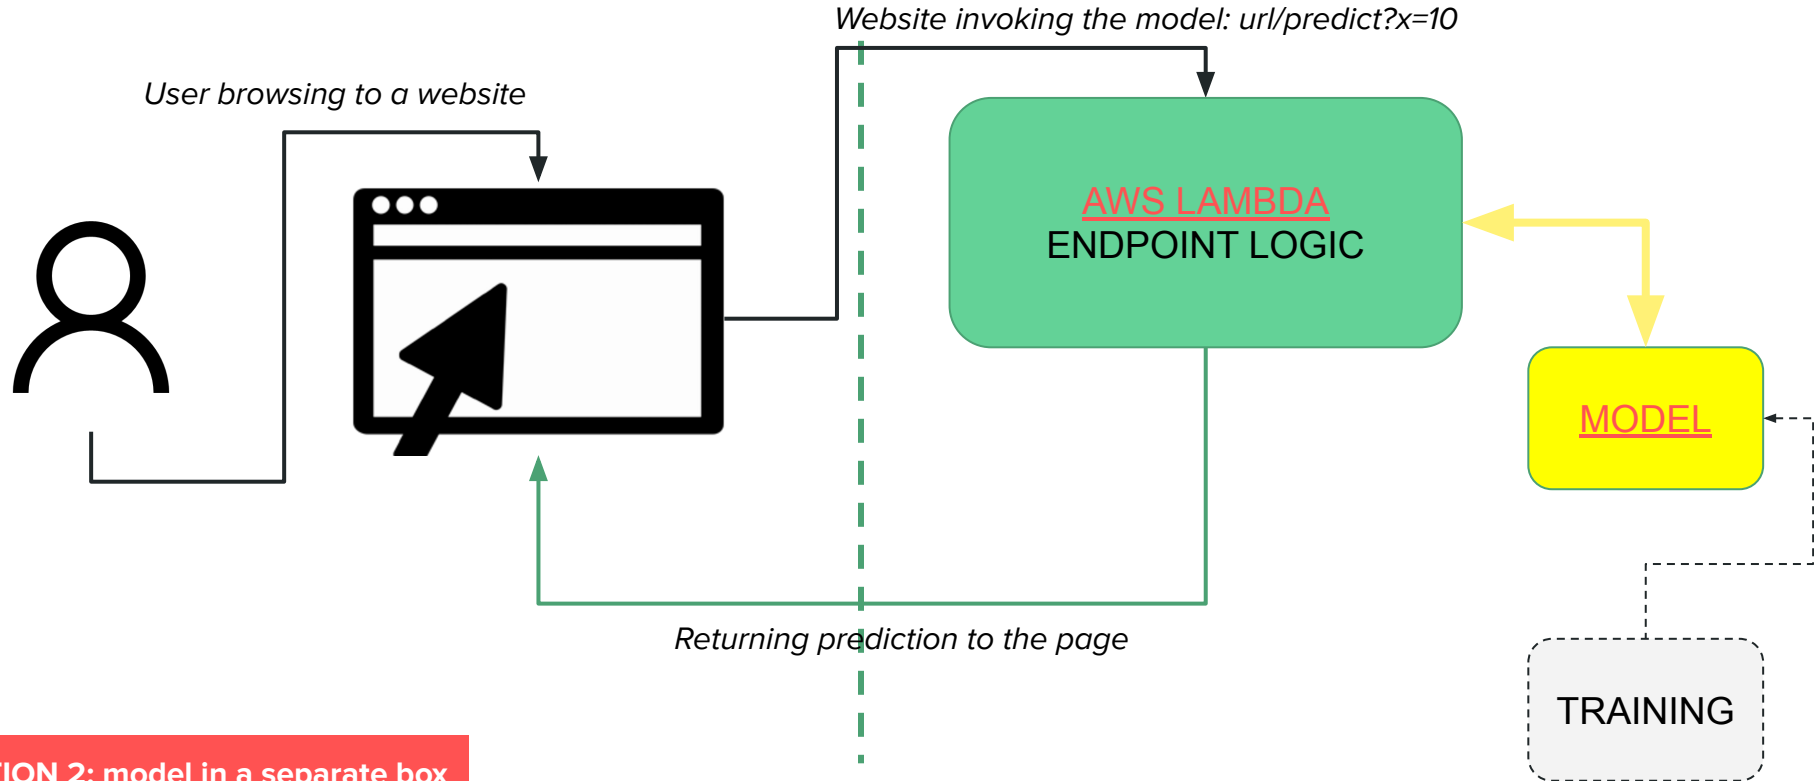 Website invoking the model: url/predict?x=10
User browsing to a website
AWS LAMBDA
ENDPOINT LOGIC
MODEL
Returning prediction to the page
TRAINING
2: model in a separate box